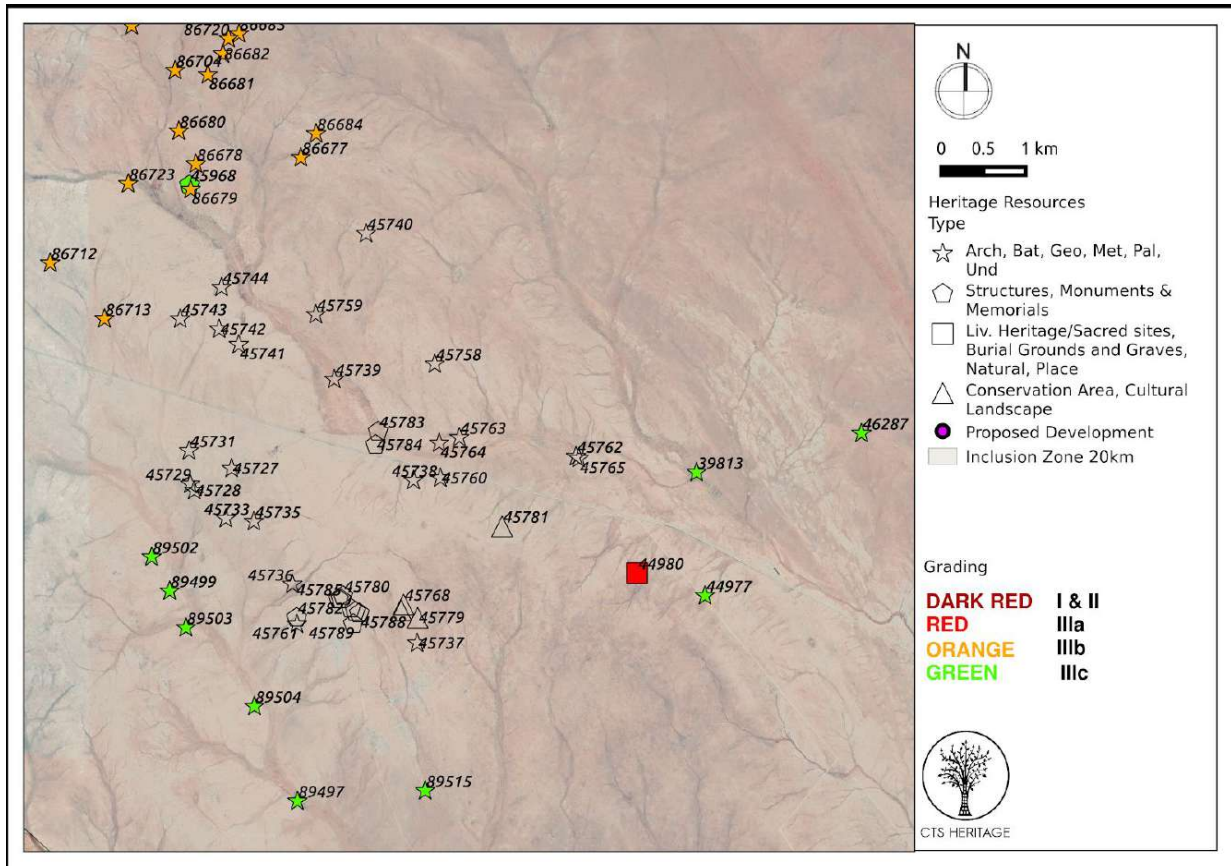 86720
86683
86682
86704
86681
86680
86684
86677
86678
86723
45968
86679
45740
86712
45744
86713
45743
45759
45742
45741
45758
45739
45783
45784
45763
45764
46287
45731
45762
45765
39813
45727
45729
45728
45738
45760
45733
45735
45781
89502
44980
45736
89499
45785
45780
45768
44977
45782
45779
89503
45761
45789
45788
45737
89504
89515
89497
N
0 0.5 1 km
Heritage Resources
Type
Arch, Bat, Geo, Met, Pal,
Und
Structures, Monuments &
Memorials
Liv. Heritage/Sacred sites,
Burial Grounds and Graves,
Natural, Place
Conservation Area, Cultural
Landscape
Proposed Development
Inclusion Zone 20km
Grading
DARK RED I & II
RED IIIa
ORANGE IIIb
GREEN IIIc
CTS HERITAGE